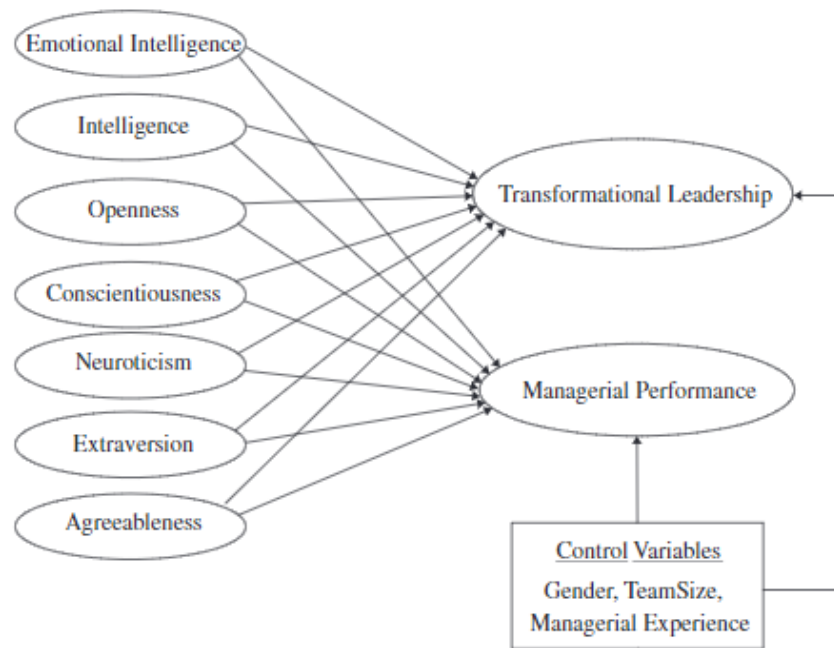 Emotional Intelligence
Intelligence
Openness
Conscientiousness
Neuroticism
Extraversion
Agreeableness
Transformational Leadership
Managerial Performance
Control Variables
Gender, TeamSize,
Managerial Experience